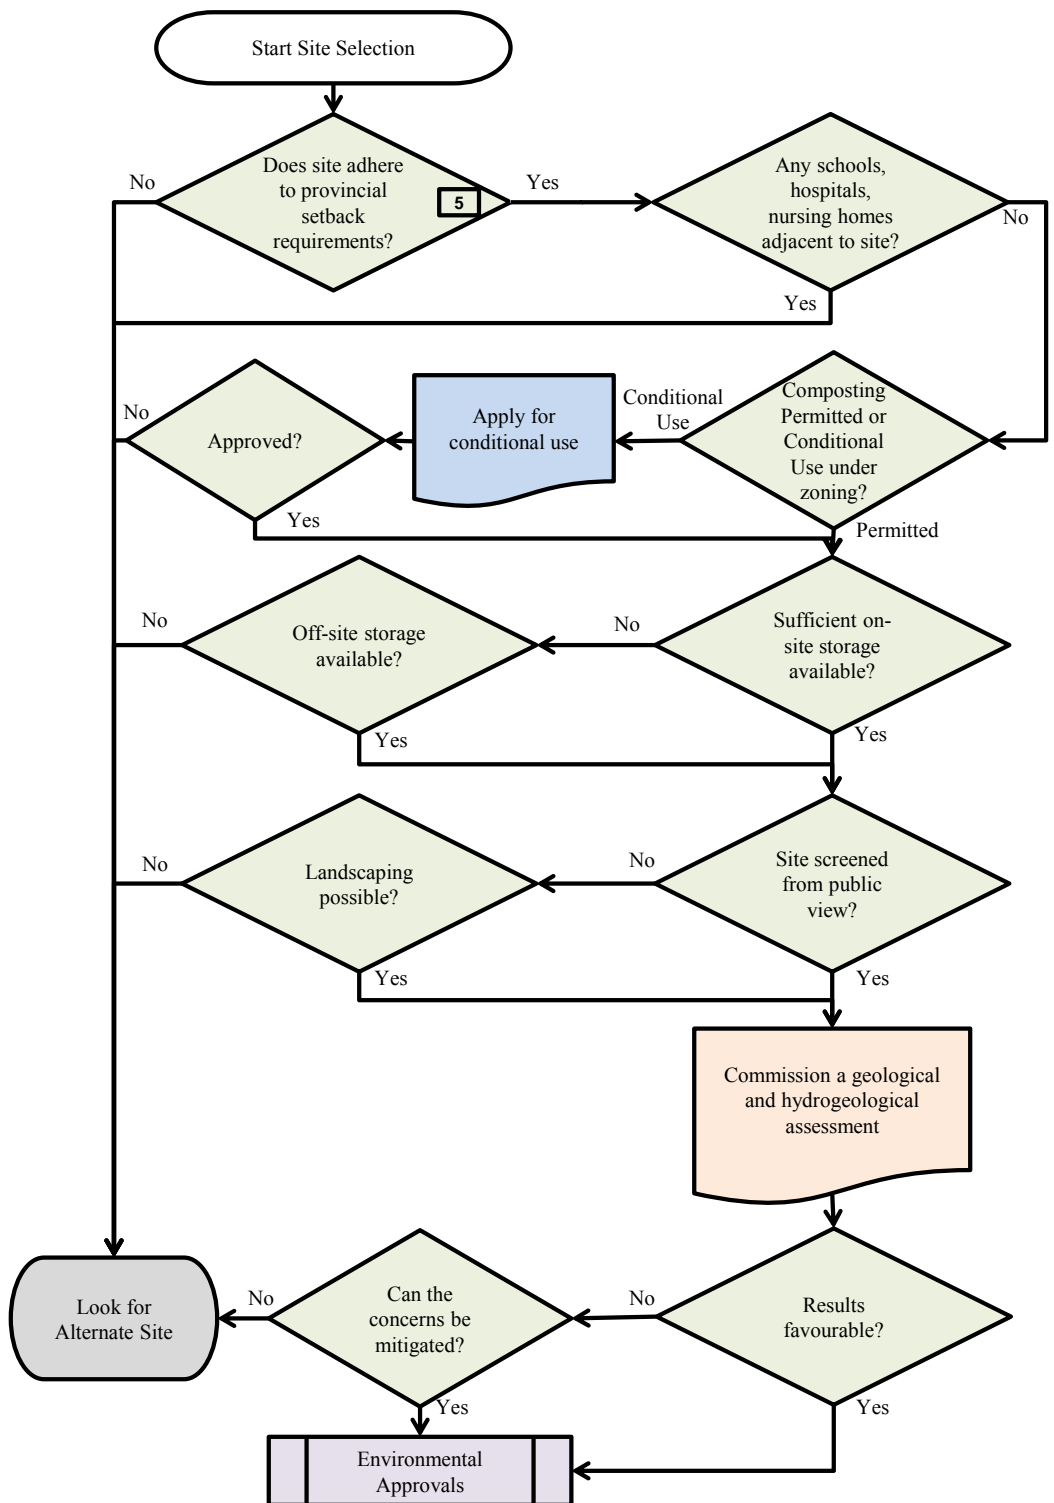 Start Site Selection
No
Does site adhere
to provincial
setback
requirements?
5
Yes
Any schools,
hospitals,
nursing homes
adjacent to site?
No
Yes
No
Approved?
Yes
Apply for
conditional use
Conditional
Use
Composting
Permitted or
Conditional
Use under
zoning?
Permitted
No
Off-site storage
available?
Yes
No
Sufficient on-
site storage
available?
Yes
No
Landscaping
possible?
Yes
No
Site screened
from public
view?
Yes
Commission a geological
and hydrogeological
assessment
Look for
Alternate Site
No
Can the
concerns be
mitigated?
Yes
No
Results
favourable?
Yes
Environmental
Approvals